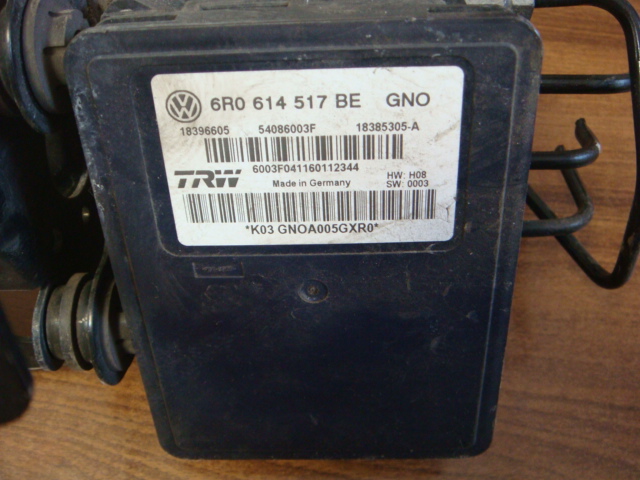 6R0 614 517 BE GNO
18396605 54086003F 18385305-A
6003F041160112344
TRW Made in Germany HW: H08
SW: 0003
*K03 GNOA005GXR0*